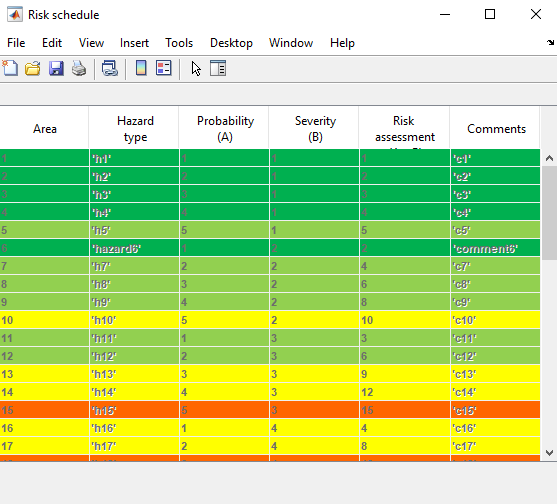 Risk schedule
File Edit View Insert Tools Desktop Window Help
Area Hazard type Probability (A) Severity (B) Risk assessment Comments
1 'h1' 1 1 1 'c1'
2 'h2' 2 1 'c2'
3 'h3' 3 1 'c3'
4 'h4' 1 'c4'
5 'h5' 5 1 5 'c5'
6 'hazard6' 1 2 2 'comment6'
7 'h7' 2 2 4 'c7'
8 'h8' 3 2 6 'c8'
9 'h9' 4 2 8 'c9'
10 'h10' 5 2 10 'c10'
11 'h11' 1 3 3 'c11'
12 'h12' 2 3 6 'c12'
13 'h13' 3 3 9 'c13'
14 'h14' 4 3 12 'c14'
15 'h15' 5 3 15 'c15'
16 'h16' 1 4 4 'c16'
17 'h17' 2 4 8 'c17'